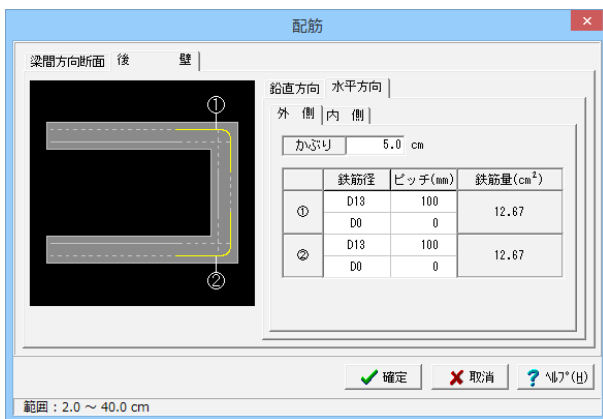 配筋
梁間方向断面 後 壁
鉛直方向 水平方向
外 側 内 側
かぶり 5.0 cm
鉄筋径 ピッチ(mm) 鉄筋量(cm²)
① D13 100 12.67
D0 0
② D13 100 12.67
D0 0
①
②
確定 取消 ? ﾍﾙﾌﾟ(H)
範囲：2.0 ～ 40.0 cm